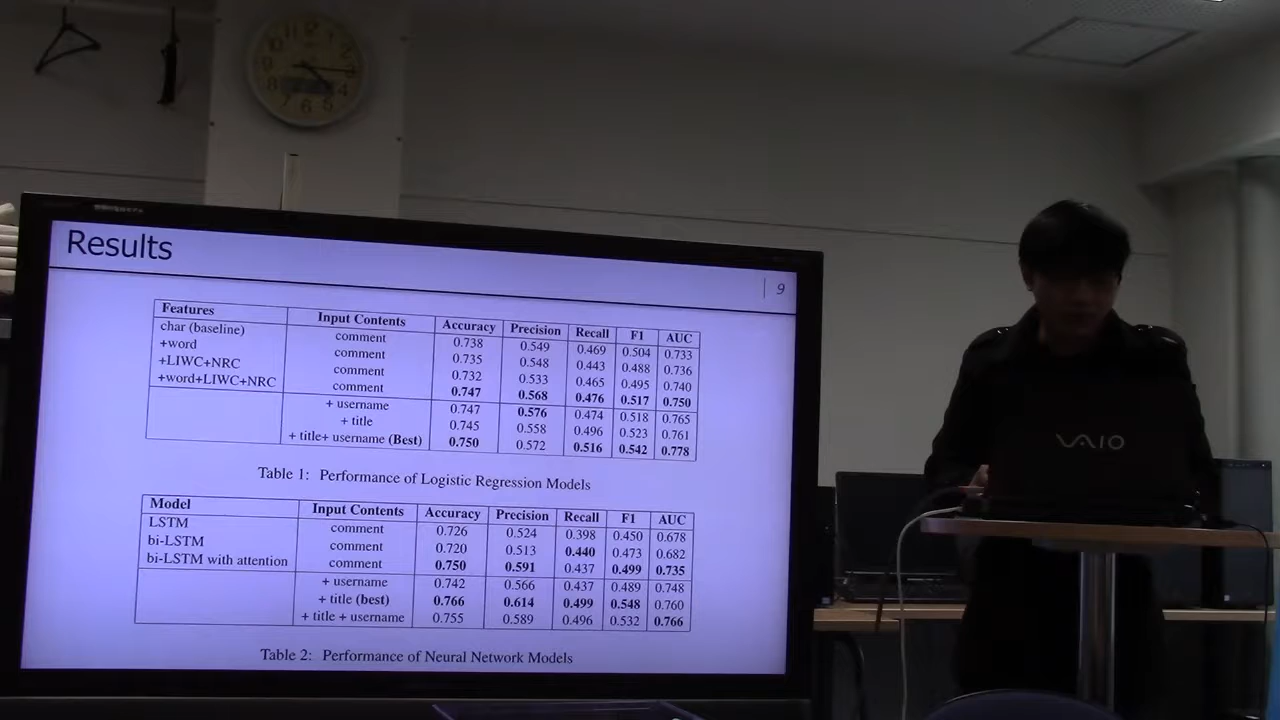 Results
9
Features Input Contents Accuracy Precision Recall F1 AUC
char (baseline) comment 0.738 0.549 0.469 0.504 0.733
+word comment 0.735 0.548 0.443 0.488 0.736
+LIWC+NRC comment 0.732 0.533 0.465 0.495 0.740
+word+LIWC+NRC comment 0.747 0.568 0.476 0.517 0.750
+ username 0.747 0.576 0.474 0.518 0.765
+ title 0.745 0.558 0.496 0.523 0.761
+ title+ username (Best) 0.750 0.572 0.516 0.542 0.778
Table 1: Performance of Logistic Regression Models
Model Input Contents Accuracy Precision Recall F1 AUC
LSTM comment 0.726 0.524 0.398 0.450 0.678
bi-LSTM comment 0.720 0.513 0.440 0.473 0.682
bi-LSTM with attention comment 0.750 0.591 0.437 0.499 0.735
+ username 0.742 0.566 0.437 0.489 0.748
+ title (best) 0.766 0.614 0.499 0.548 0.760
+ title + username 0.755 0.589 0.496 0.532 0.766
Table 2: Performance of Neural Network Models
VAIO